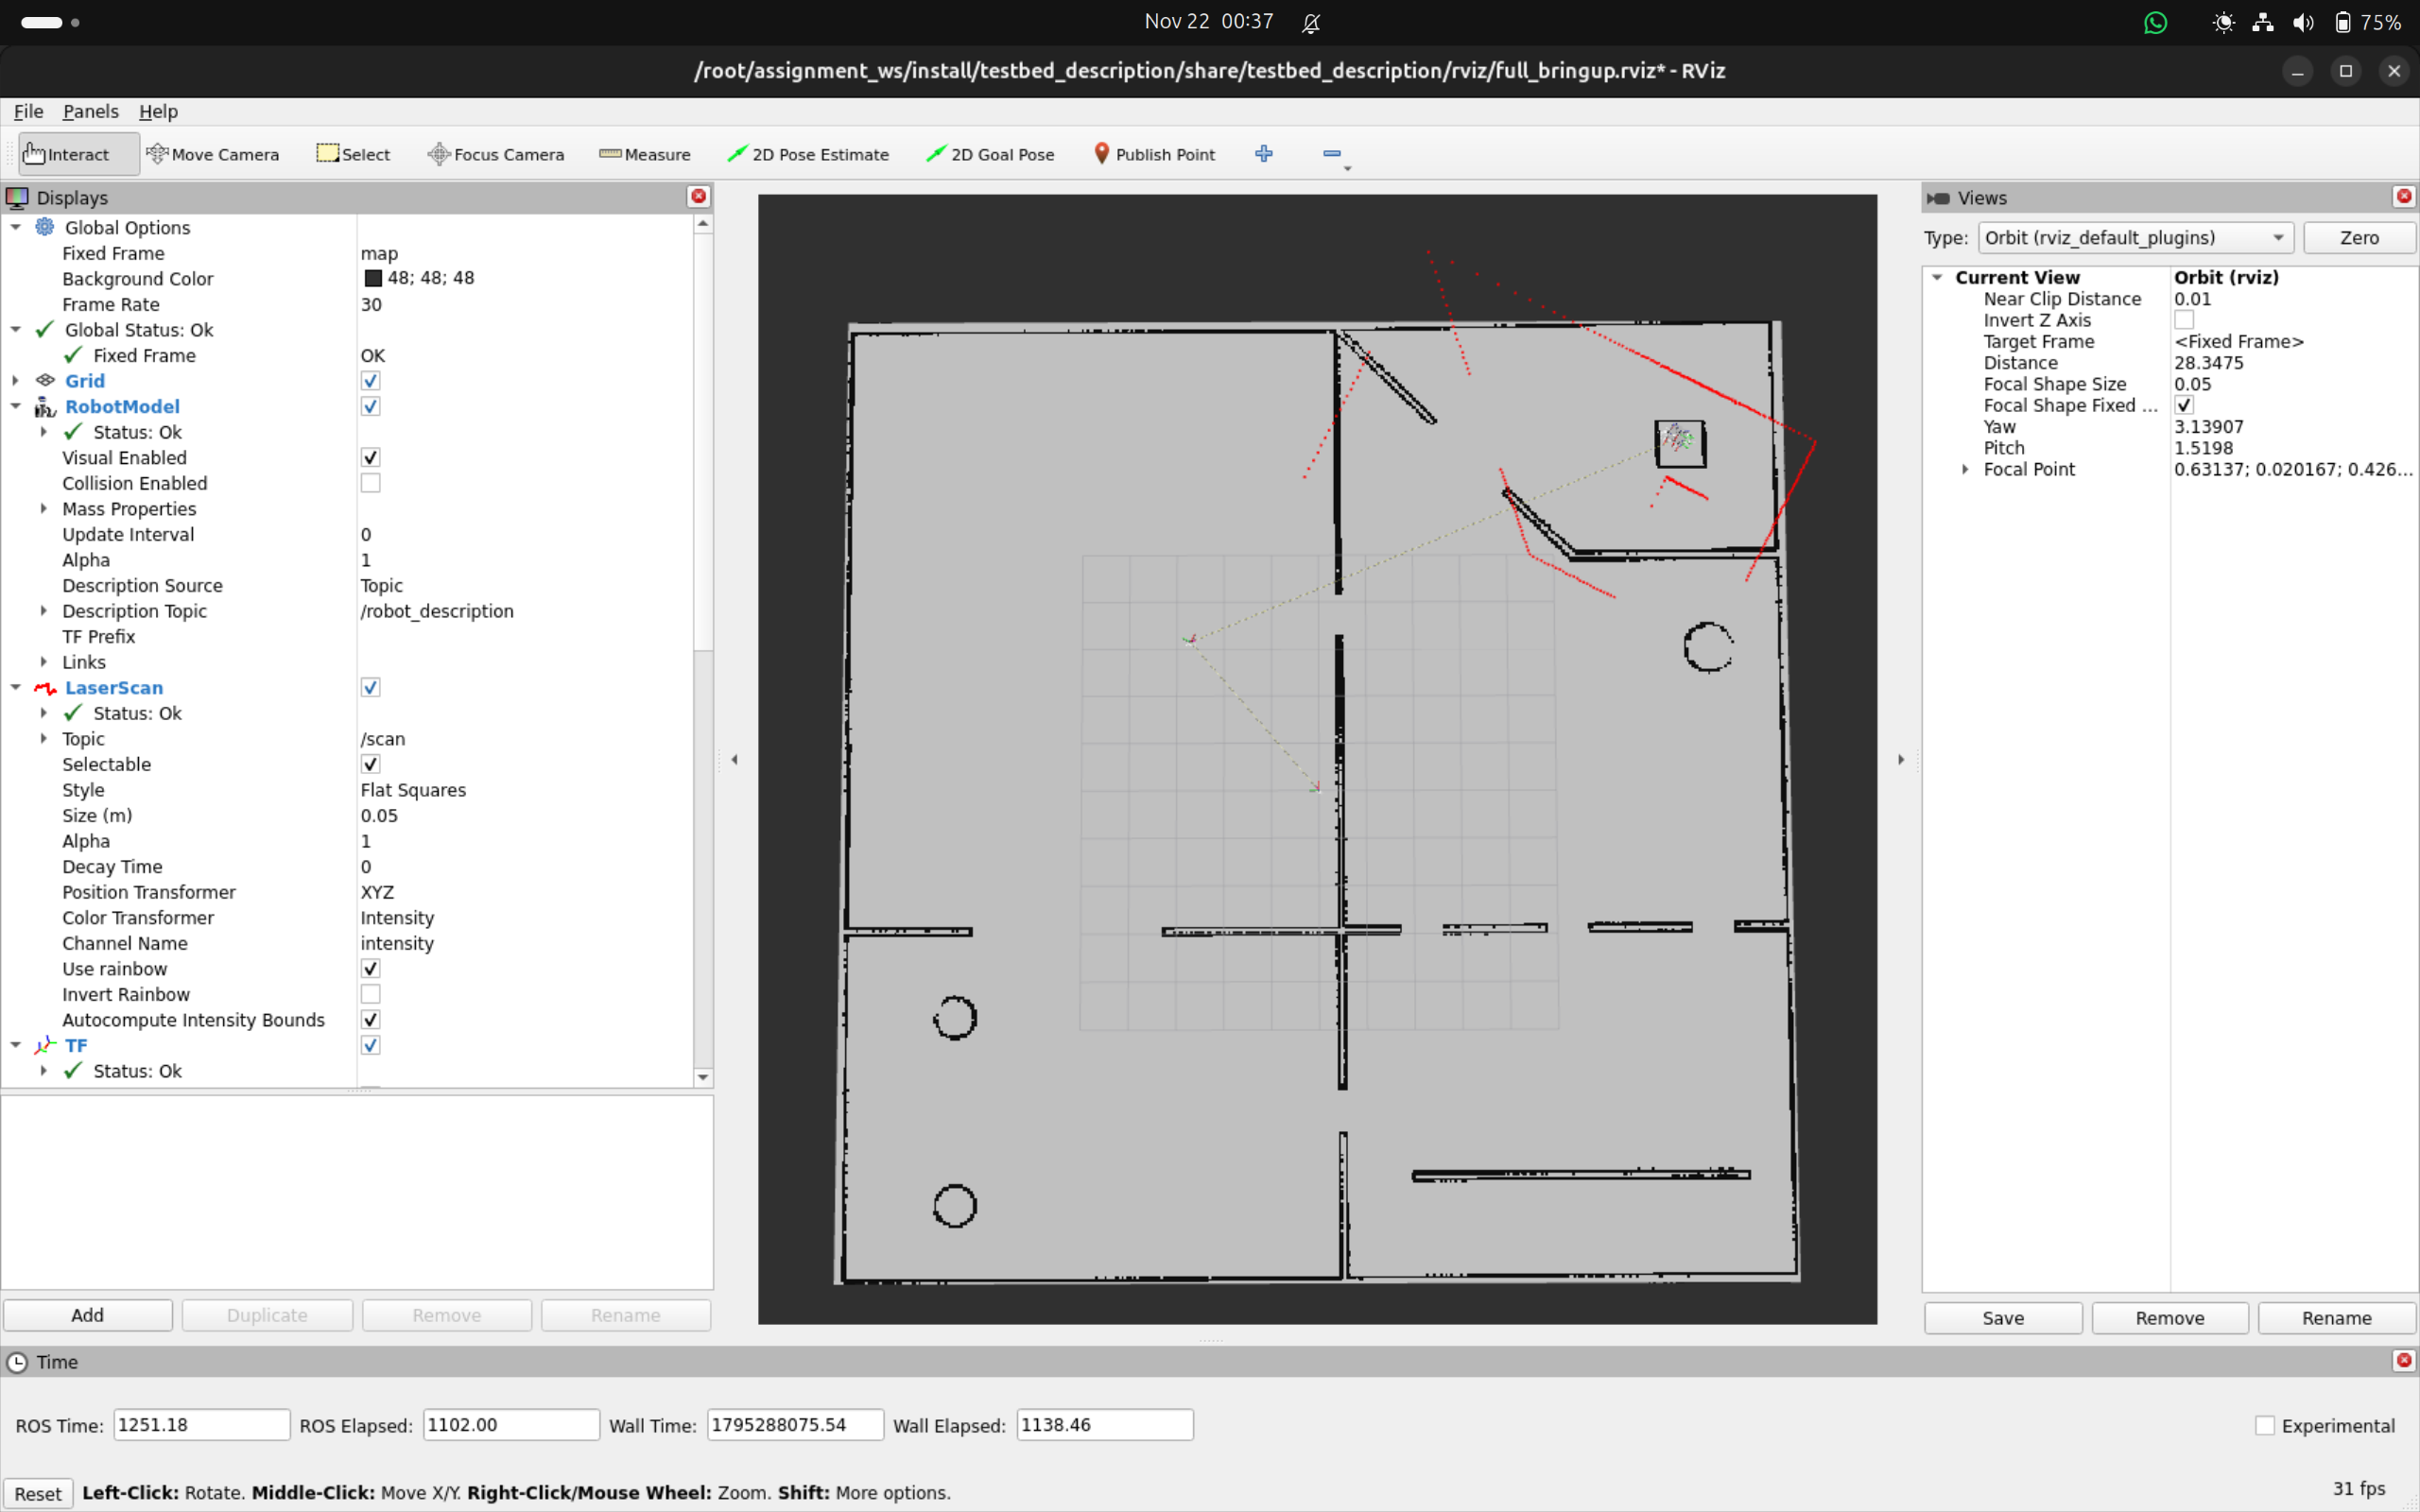 Nov 22 00:37
75%
/root/assignment_ws/install/testbed_description/share/testbed_description/rviz/full_bringup.rviz* - RViz
File Panels Help
Interact Move Camera Select Focus Camera Measure 2D Pose Estimate 2D Goal Pose Publish Point
Displays
Global Options
Fixed Frame map
Background Color 48; 48; 48
Frame Rate 30
Global Status: Ok
Fixed Frame OK
Grid
RobotModel
Status: Ok
Visual Enabled
Collision Enabled
Mass Properties
Update Interval 0
Alpha 1
Description Source Topic
Description Topic /robot_description
TF Prefix
Links
LaserScan
Status: Ok
Topic /scan
Selectable
Style Flat Squares
Size (m) 0.05
Alpha 1
Decay Time 0
Position Transformer XYZ
Color Transformer Intensity
Channel Name intensity
Use rainbow
Invert Rainbow
Autocompute Intensity Bounds
TF
Status: Ok
Add Duplicate Remove Rename
Views
Type: Orbit (rviz_default_plugins) Zero
Current View Orbit (rviz)
Near Clip Distance 0.01
Invert Z Axis
Target Frame <Fixed Frame>
Distance 28.3475
Focal Shape Size 0.05
Focal Shape Fixed ...
Yaw 3.13907
Pitch 1.5198
Focal Point 0.63137; 0.020167; 0.426...
Save Remove Rename
Time
ROS Time: 1251.18 ROS Elapsed: 1102.00 Wall Time: 1795288075.54 Wall Elapsed: 1138.46 Experimental
Reset Left-Click: Rotate. Middle-Click: Move X/Y. Right-Click/Mouse Wheel: Zoom. Shift: More options. 31 fps